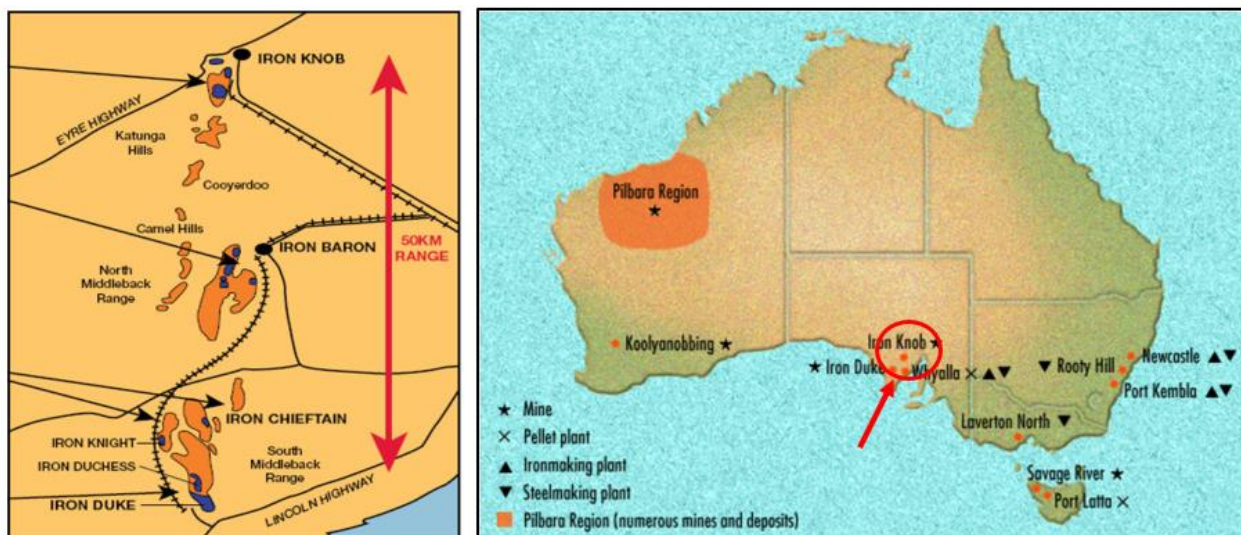 IRON KNOB
EYRE HIGHWAY
Katunga
Hills
Cooyerdoo
Camel Hills
IRON BARON
50KM
RANGE
North
Middleback
Range
IRON CHIEFTAIN
IRON KNIGHT
South
Middleback
Range
IRON DUCHESS
IRON DUKE
LINCOLN HIGHWAY
Pilbara Region
★
Koolyanobbing ★
Iron Knob ★
★ Iron Duke
Whyalla × ▲ ▼
▼ Rooty Hill
Newcastle ▲ ▼
Port Kembla ▲ ▼
Laverton North ▼
Savage River ★
Port Latta ×
★ Mine
× Pellet plant
▲ Ironmaking plant
▼ Steelmaking plant
Pilbara Region (numerous mines and deposits)